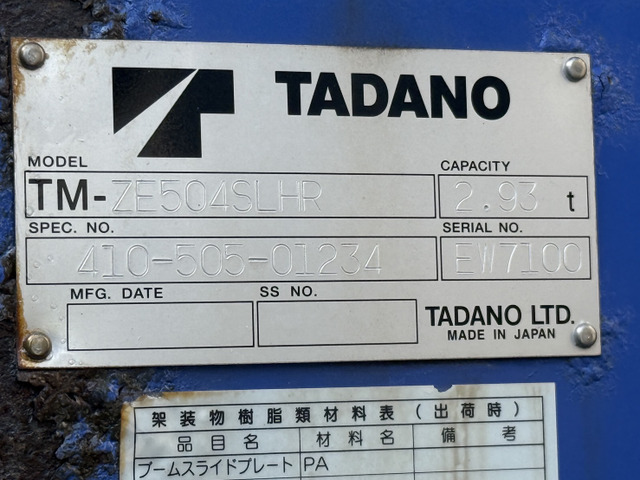 TADANO
MODEL
TM-ZE504SLHR
CAPACITY
2.93 t
SPEC. NO.
410-505-01234
SERIAL NO.
EW7100
MFG. DATE
SS NO.
TADANO LTD.
MADE IN JAPAN
架装物樹脂類材料表(出荷時)
品目名 材料名 備考
ブームスライドプレート PA